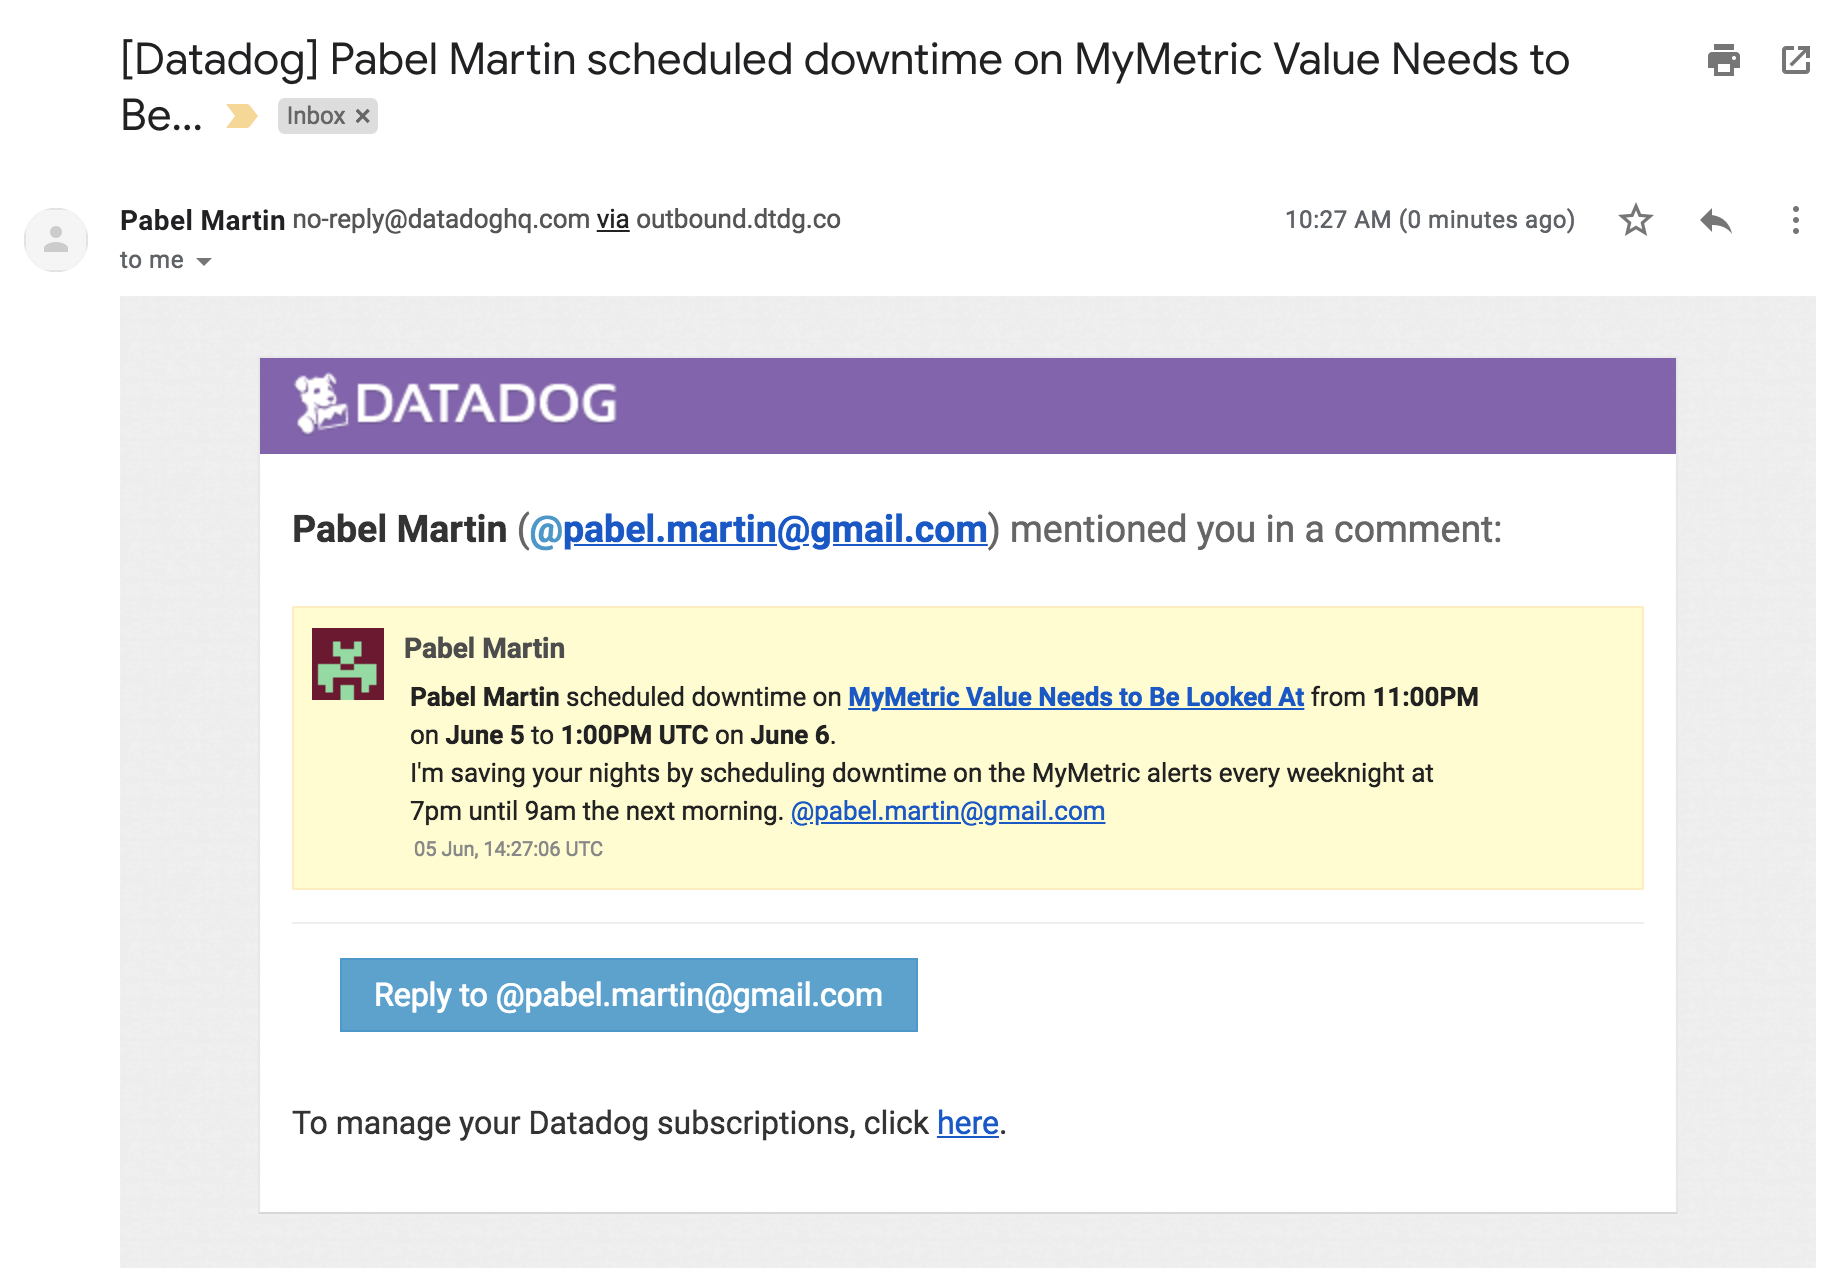 [Datadog] Pabel Martin scheduled downtime on MyMetric Value Needs to
Be...
Inbox ×
Pabel Martin no-reply@datadoghq.com via outbound.dtdg.co
10:27 AM (0 minutes ago)
to me
DATADOG
Pabel Martin (@pabel.martin@gmail.com) mentioned you in a comment:
Pabel Martin
Pabel Martin scheduled downtime on MyMetric Value Needs to Be Looked At from 11:00PM
on June 5 to 1:00PM UTC on June 6.
I'm saving your nights by scheduling downtime on the MyMetric alerts every weeknight at
7pm until 9am the next morning. @pabel.martin@gmail.com
05 Jun, 14:27:06 UTC
Reply to @pabel.martin@gmail.com
To manage your Datadog subscriptions, click here.